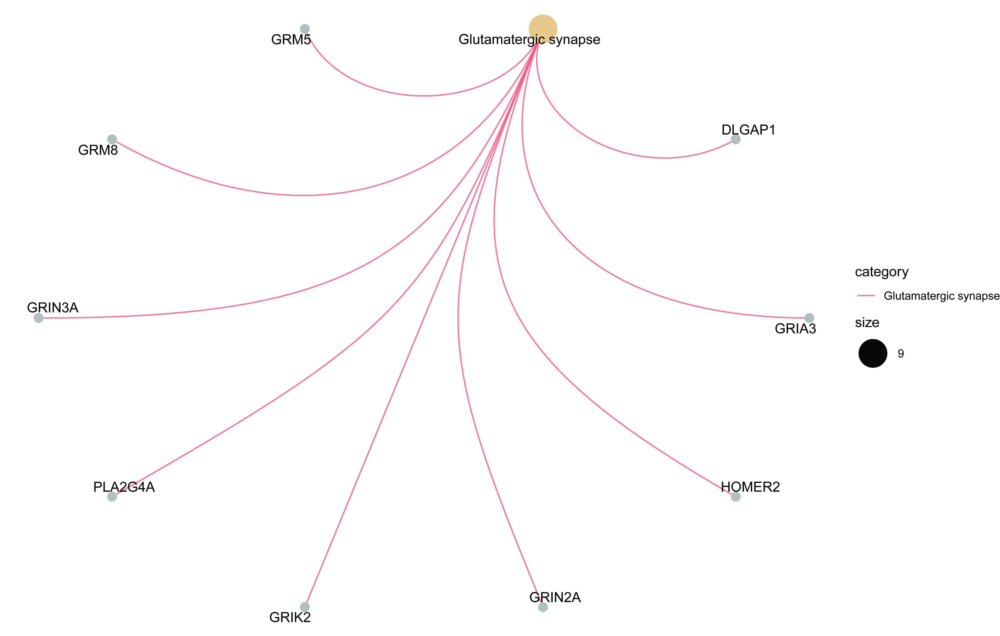 GRM5
Glutamatergic synapse
DLGAP1
GRM8
category
Glutamatergic synapse
GRIN3A
size
GRIA3
9
PLA2G4A
HOMER2
GRIN2A
GRIK2